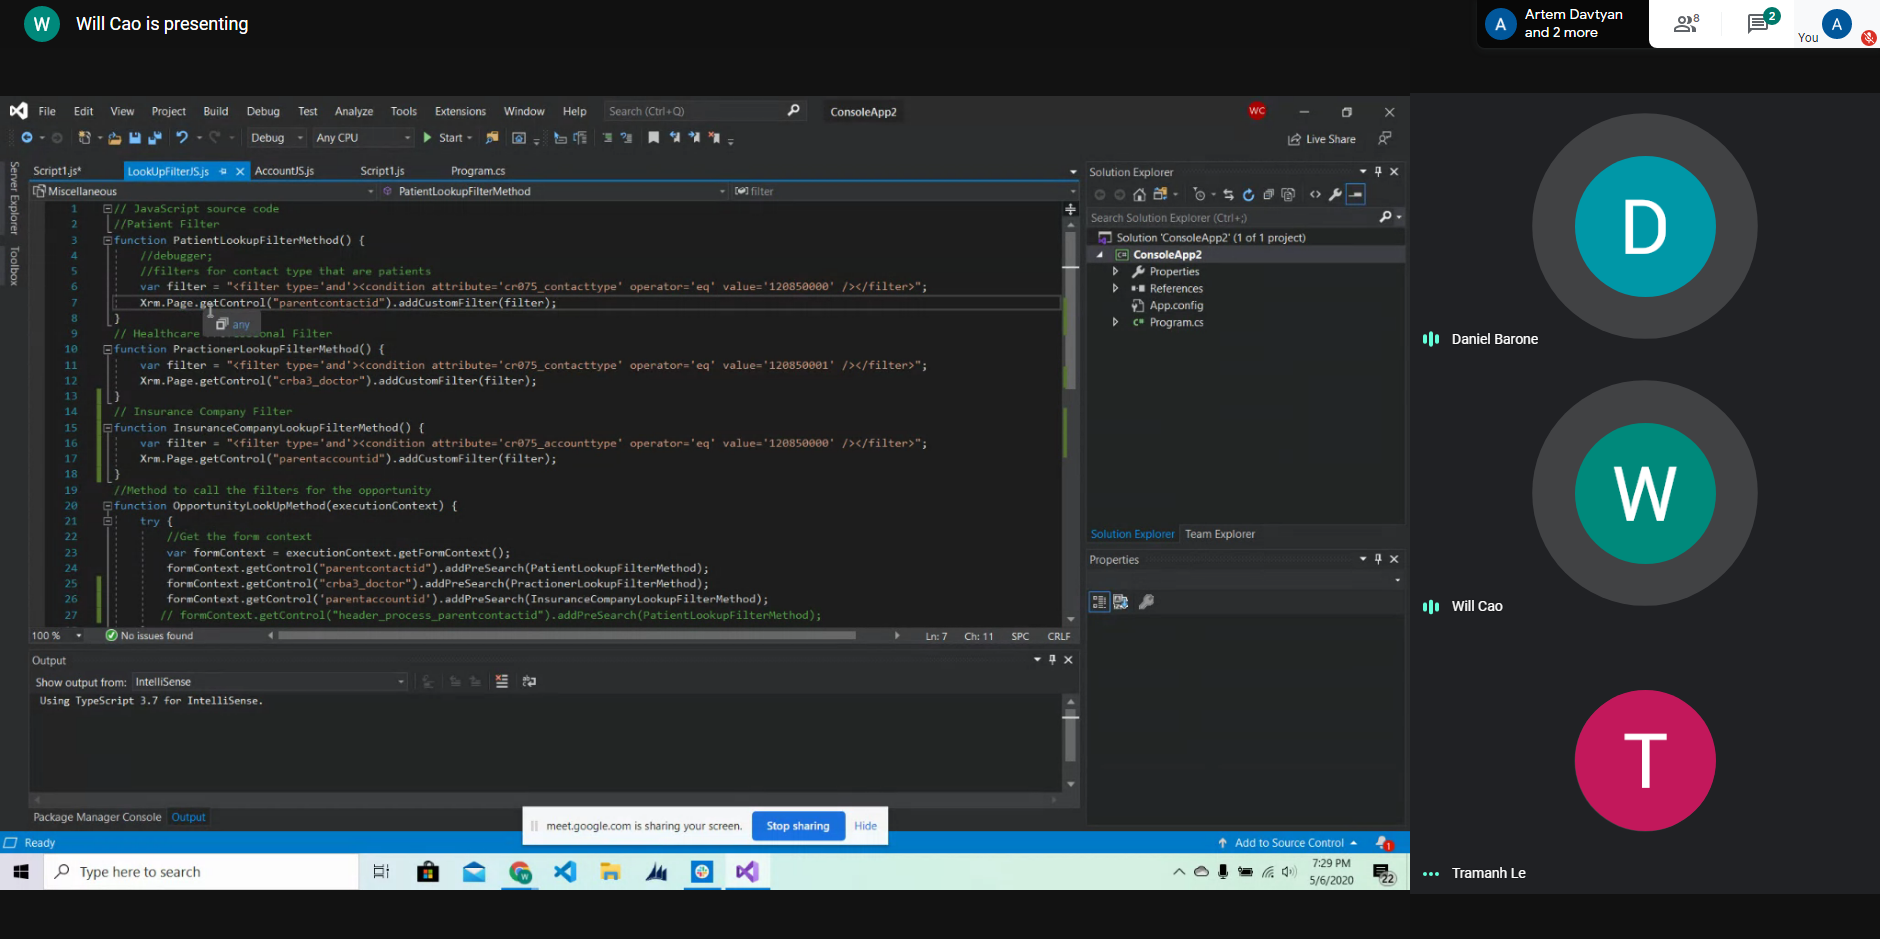 W Will Cao is presenting
A Artem Davtyan
and 2 more
8
2
You A
File Edit View Project Build Debug Test Analyze Tools Extensions Window Help Search (Ctrl+Q) ConsoleApp2 WC
Debug Any CPU Start Live Share
Server Explorer
Toolbox
Script1.js* LookUpFilterJS.js AccountJS.js Script1.js Program.cs
Miscellaneous PatientLookupFilterMethod filter
1 // JavaScript source code
2 //Patient Filter
3 function PatientLookupFilterMethod() {
4 //debugger;
5 //filters for contact type that are patients
6 var filter = "<filter type='and'><condition attribute='cr075_contacttype' operator='eq' value='120850000' /></filter>";
7 Xrm.Page.getControl("parentcontactid").addCustomFilter(filter);
8 }
any
9 // Healthcare onal Filter
10 function PractionerLookupFilterMethod() {
11 var filter = "<filter type='and'><condition attribute='cr075_contacttype' operator='eq' value='120850001' /></filter>";
12 Xrm.Page.getControl("crba3_doctor").addCustomFilter(filter);
13 }
14 // Insurance Company Filter
15 function InsuranceCompanyLookupFilterMethod() {
16 var filter = "<filter type='and'><condition attribute='cr075_accounttype' operator='eq' value='120850000' /></filter>";
17 Xrm.Page.getControl("parentaccountid").addCustomFilter(filter);
18 }
19 //Method to call the filters for the opportunity
20 function OpportunityLookUpMethod(executionContext) {
21 try {
22 //Get the form context
23 var formContext = executionContext.getFormContext();
24 formContext.getControl("parentcontactid").addPreSearch(PatientLookupFilterMethod);
25 formContext.getControl("crba3_doctor").addPreSearch(PractionerLookupFilterMethod);
26 formContext.getControl('parentaccountid').addPreSearch(InsuranceCompanyLookupFilterMethod);
27 // formContext.getControl("header_process_parentcontactid").addPreSearch(PatientLookupFilterMethod);
100 % No issues found Ln: 7 Ch: 11 SPC CRLF
Output
Show output from: IntelliSense
Using TypeScript 3.7 for IntelliSense.
Package Manager Console Output
Solution Explorer
Search Solution Explorer (Ctrl+;)
Solution 'ConsoleApp2' (1 of 1 project)
ConsoleApp2
Properties
References
App.config
Program.cs
Solution Explorer Team Explorer
Properties
meet.google.com is sharing your screen. Stop sharing Hide
Ready Add to Source Control 1
Type here to search
7:29 PM
5/6/2020
22
D
Daniel Barone
W
Will Cao
T
Tramanh Le